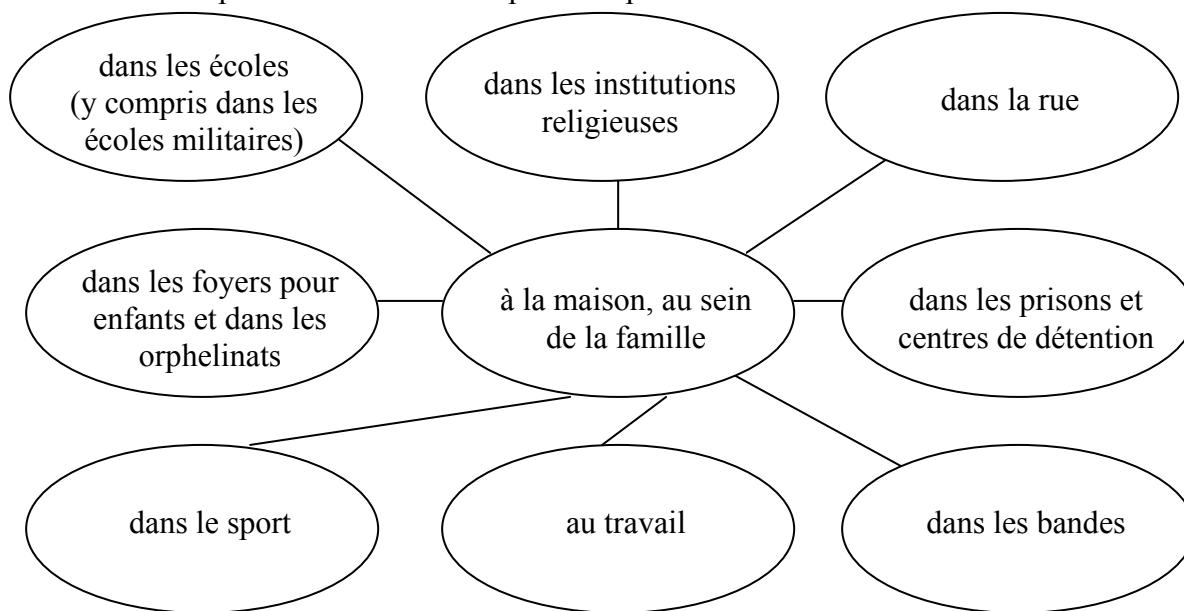 dans les écoles
(y compris dans les
écoles militaires)
dans les institutions
religieuses
dans la rue
dans les foyers pour
enfants et dans les
orphelinats
à la maison, au sein
de la famille
dans les prisons et
centres de détention
dans le sport
au travail
dans les bandes